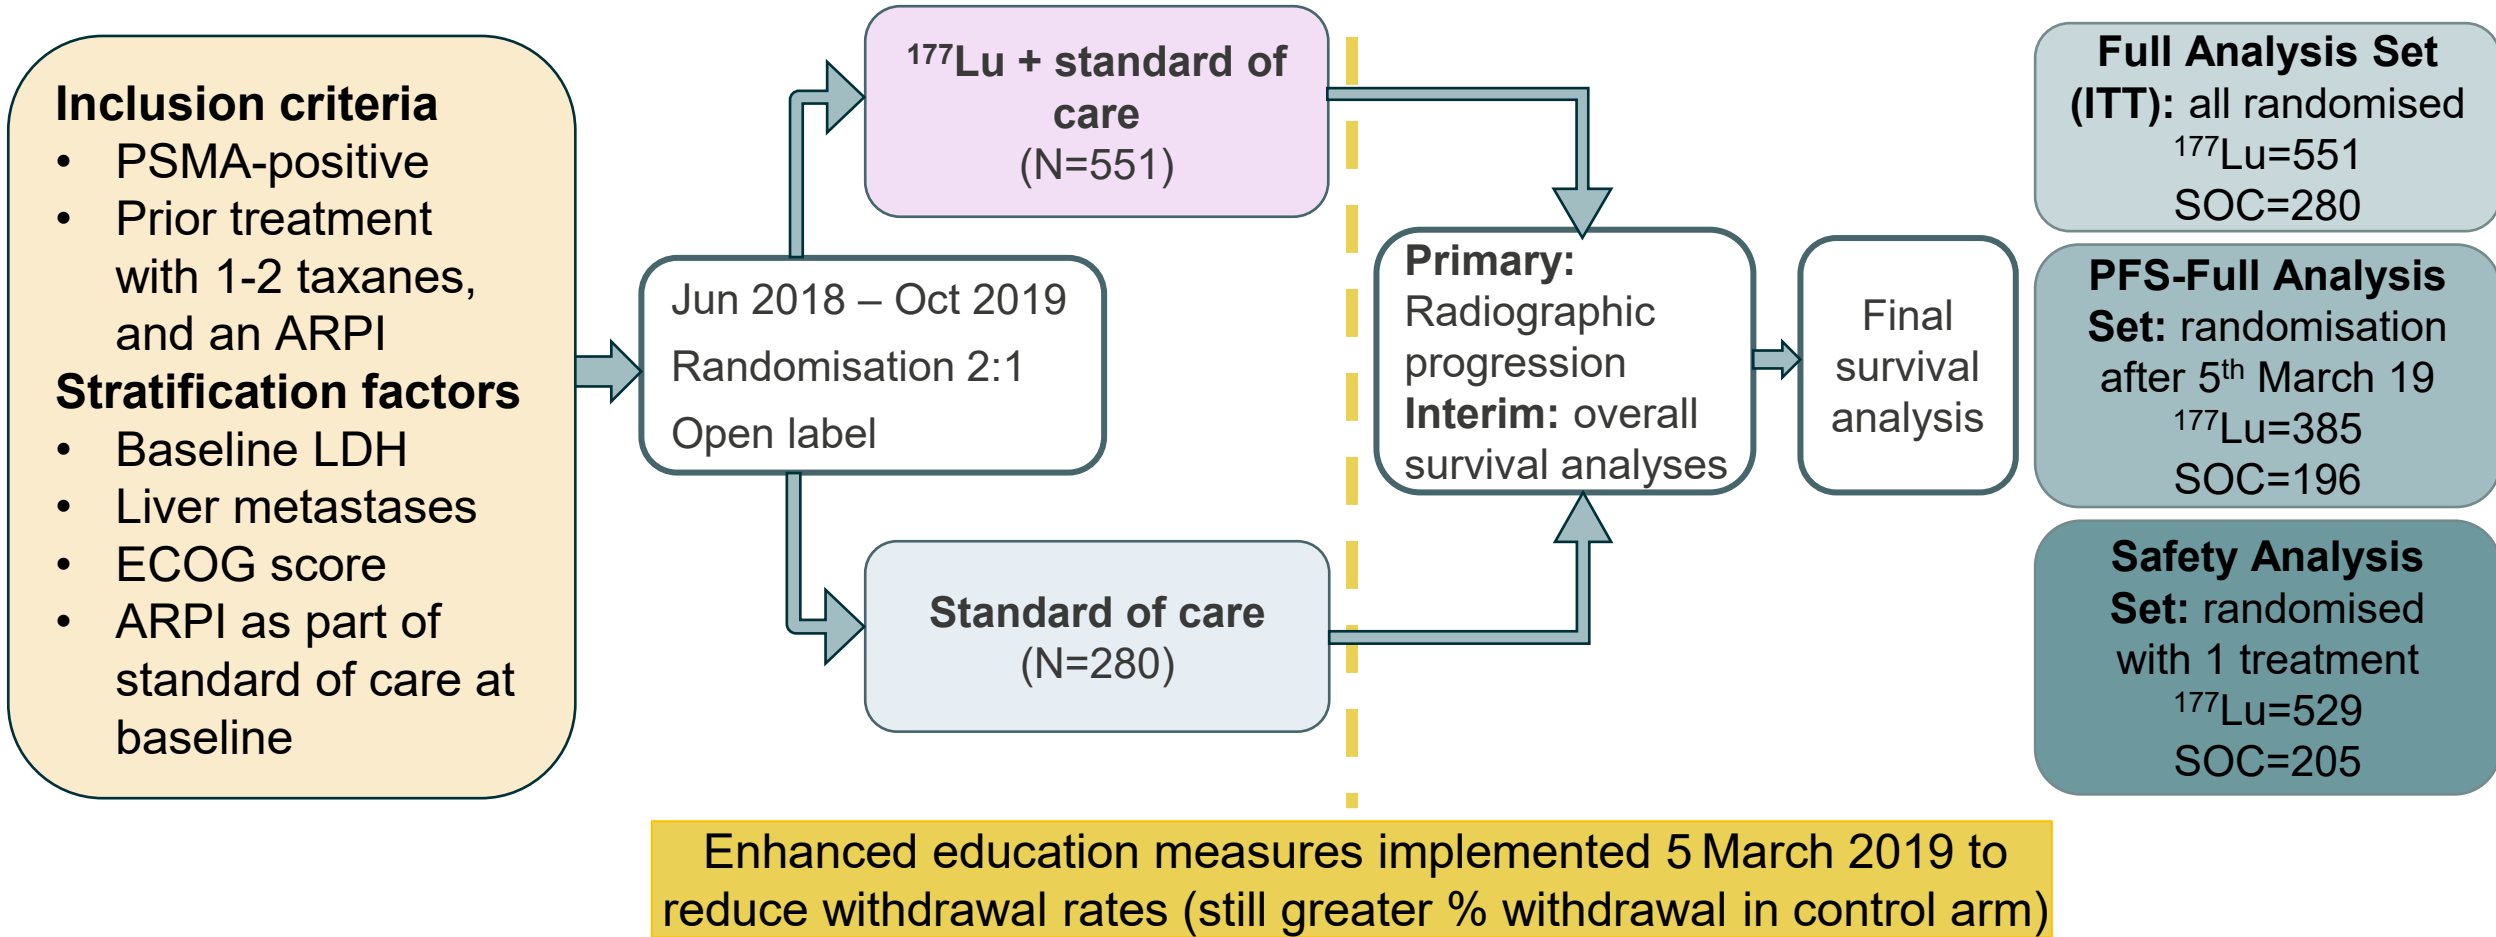 Inclusion criteria
• PSMA-positive
• Prior treatment
with 1-2 taxanes,
and an ARPI
Stratification factors
• Baseline LDH
• Liver metastases
• ECOG score
• ARPI as part of
standard of care at
baseline
Jun 2018 – Oct 2019
Randomisation 2:1
Open label
¹⁷⁷Lu + standard of
care
(N=551)
Standard of care
(N=280)
Primary:
Radiographic
progression
Interim: overall
survival analyses
Final
survival
analysis
Full Analysis Set
(ITT): all randomised
¹⁷⁷Lu=551
SOC=280
PFS-Full Analysis
Set: randomisation
after 5ᵗʰ March 19
¹⁷⁷Lu=385
SOC=196
Safety Analysis
Set: randomised
with 1 treatment
¹⁷⁷Lu=529
SOC=205
Enhanced education measures implemented 5 March 2019 to
reduce withdrawal rates (still greater % withdrawal in control arm)